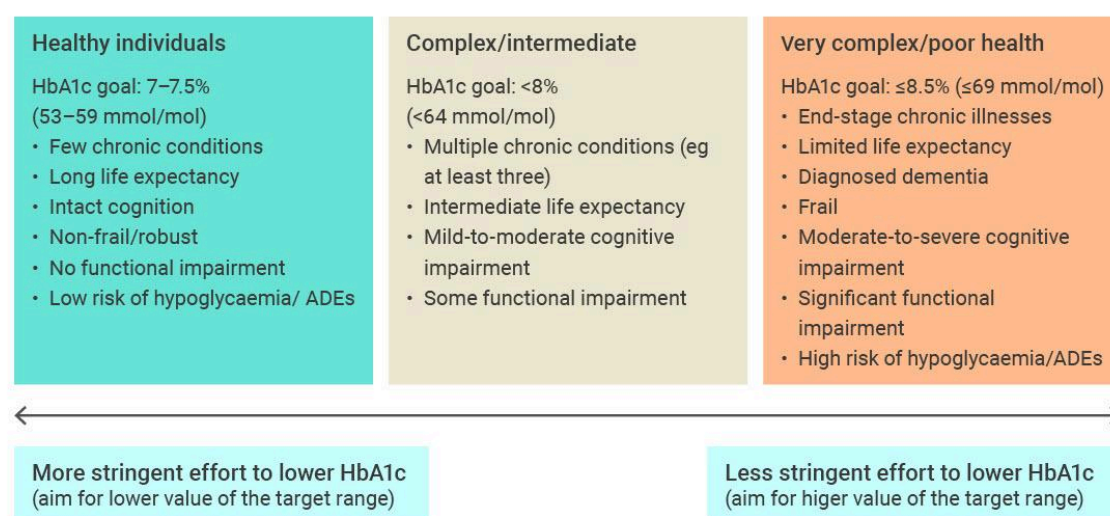 Healthy individuals
HbA1c goal: 7–7.5%
(53–59 mmol/mol)
• Few chronic conditions
• Long life expectancy
• Intact cognition
• Non-frail/robust
• No functional impairment
• Low risk of hypoglycaemia/ ADEs
Complex/intermediate
HbA1c goal: <8%
(<64 mmol/mol)
• Multiple chronic conditions (eg
at least three)
• Intermediate life expectancy
• Mild-to-moderate cognitive
impairment
• Some functional impairment
Very complex/poor health
HbA1c goal: ≤8.5% (≤69 mmol/mol)
• End-stage chronic illnesses
• Limited life expectancy
• Diagnosed dementia
• Frail
• Moderate-to-severe cognitive
impairment
• Significant functional
impairment
• High risk of hypoglycaemia/ADEs
More stringent effort to lower HbA1c
(aim for lower value of the target range)
Less stringent effort to lower HbA1c
(aim for higer value of the target range)